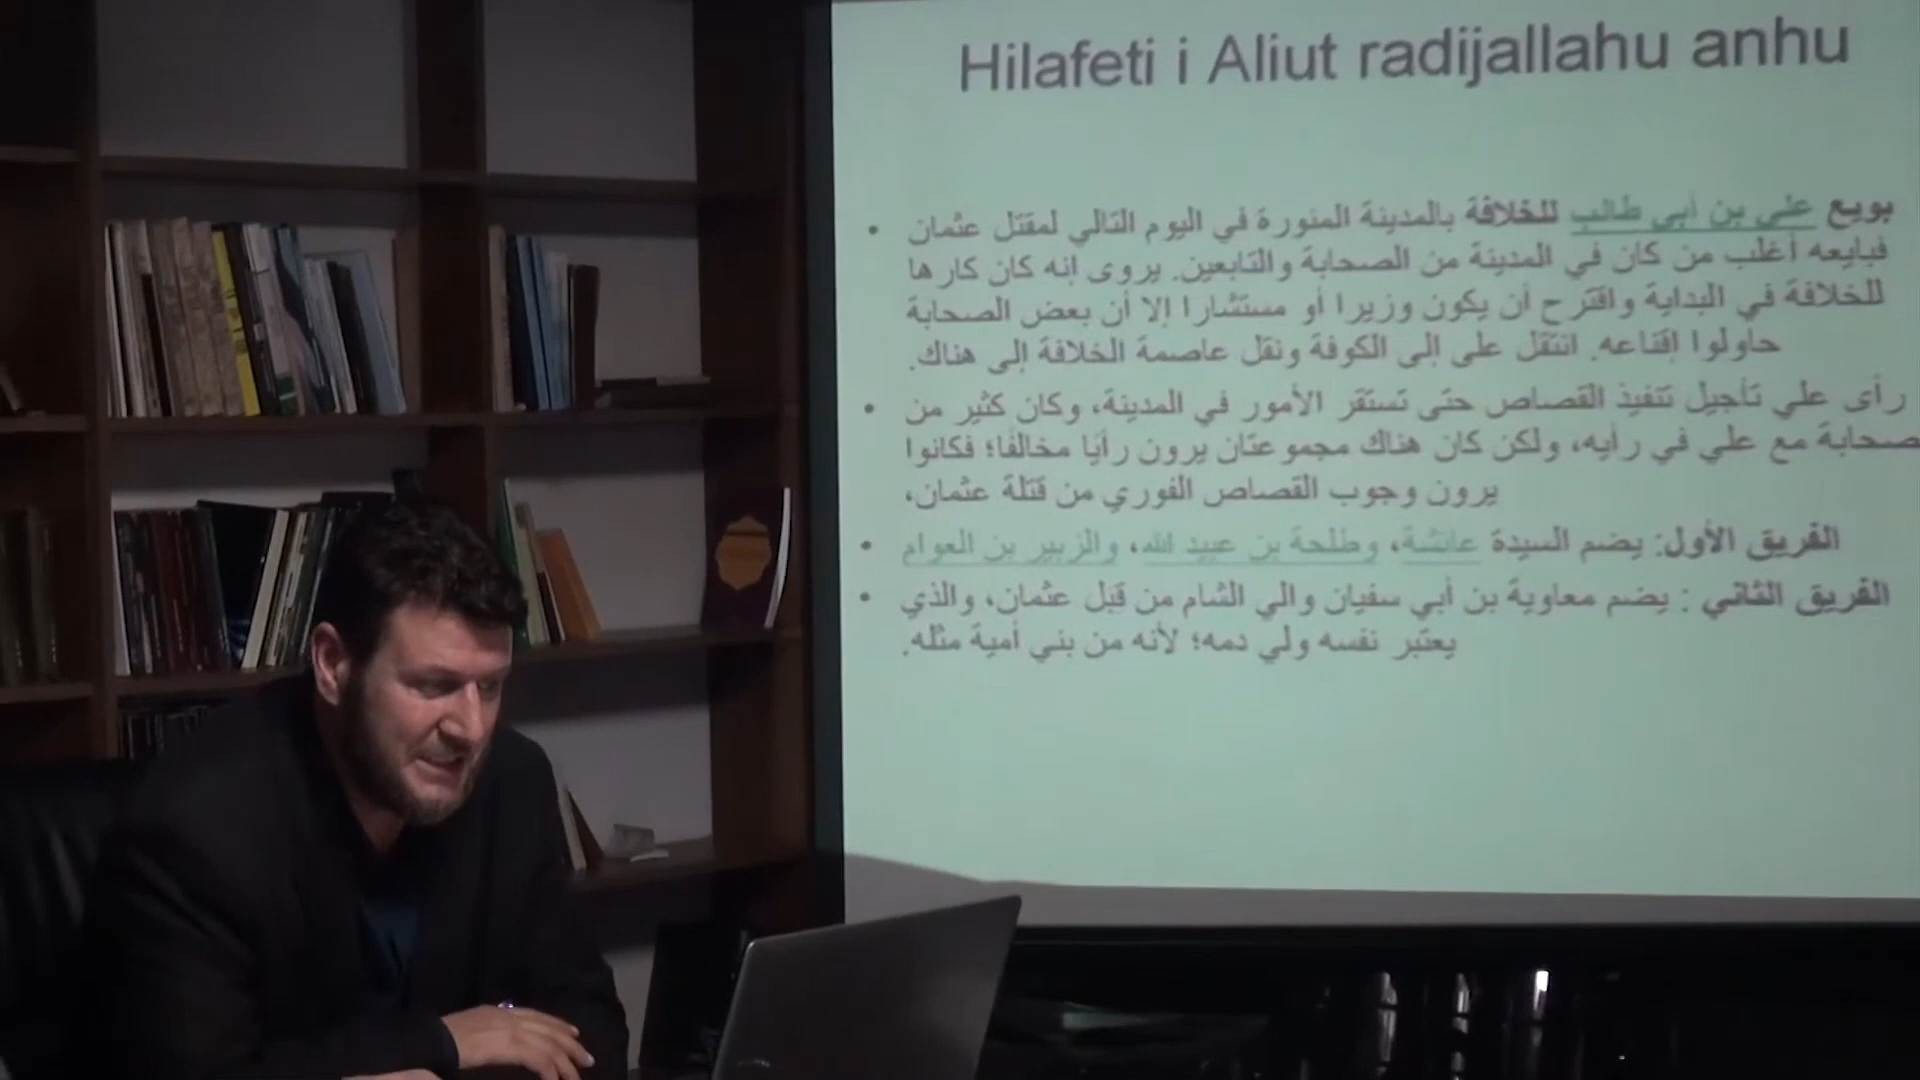 Hilafeti i Aliut radijallahu anhu
• بويع علي بن أبي طالب للخلافة بالمدينة المنورة في اليوم التالي لمقتل عثمان
فبايعه أغلب من كان في المدينة من الصحابة والتابعين. يروى إنه كان كارها
للخلافة في البداية واقترح أن يكون وزيرا أو مستشارا إلا أن بعض الصحابة
حاولوا إقناعه. انتقل علي إلى الكوفة ونقل عاصمة الخلافة إلى هناك.
• رأى علي تأجيل تنفيذ القصاص حتى تستقر الأمور في المدينة، وكان كثير من
صحابة مع علي في رأيه، ولكن كان هناك مجموعتان يرون رأيا مخالفا؛ فكانوا
يرون وجوب القصاص الفوري من قتلة عثمان،
• الفريق الأول: يضم السيدة عائشة، وطلحة بن عبيد الله، والزبير بن العوام
• الفريق الثاني : يضم معاوية بن أبي سفيان والي الشام من قبل عثمان، والذي
يعتبر نفسه ولي دمه؛ لأنه من بني أمية مثله.